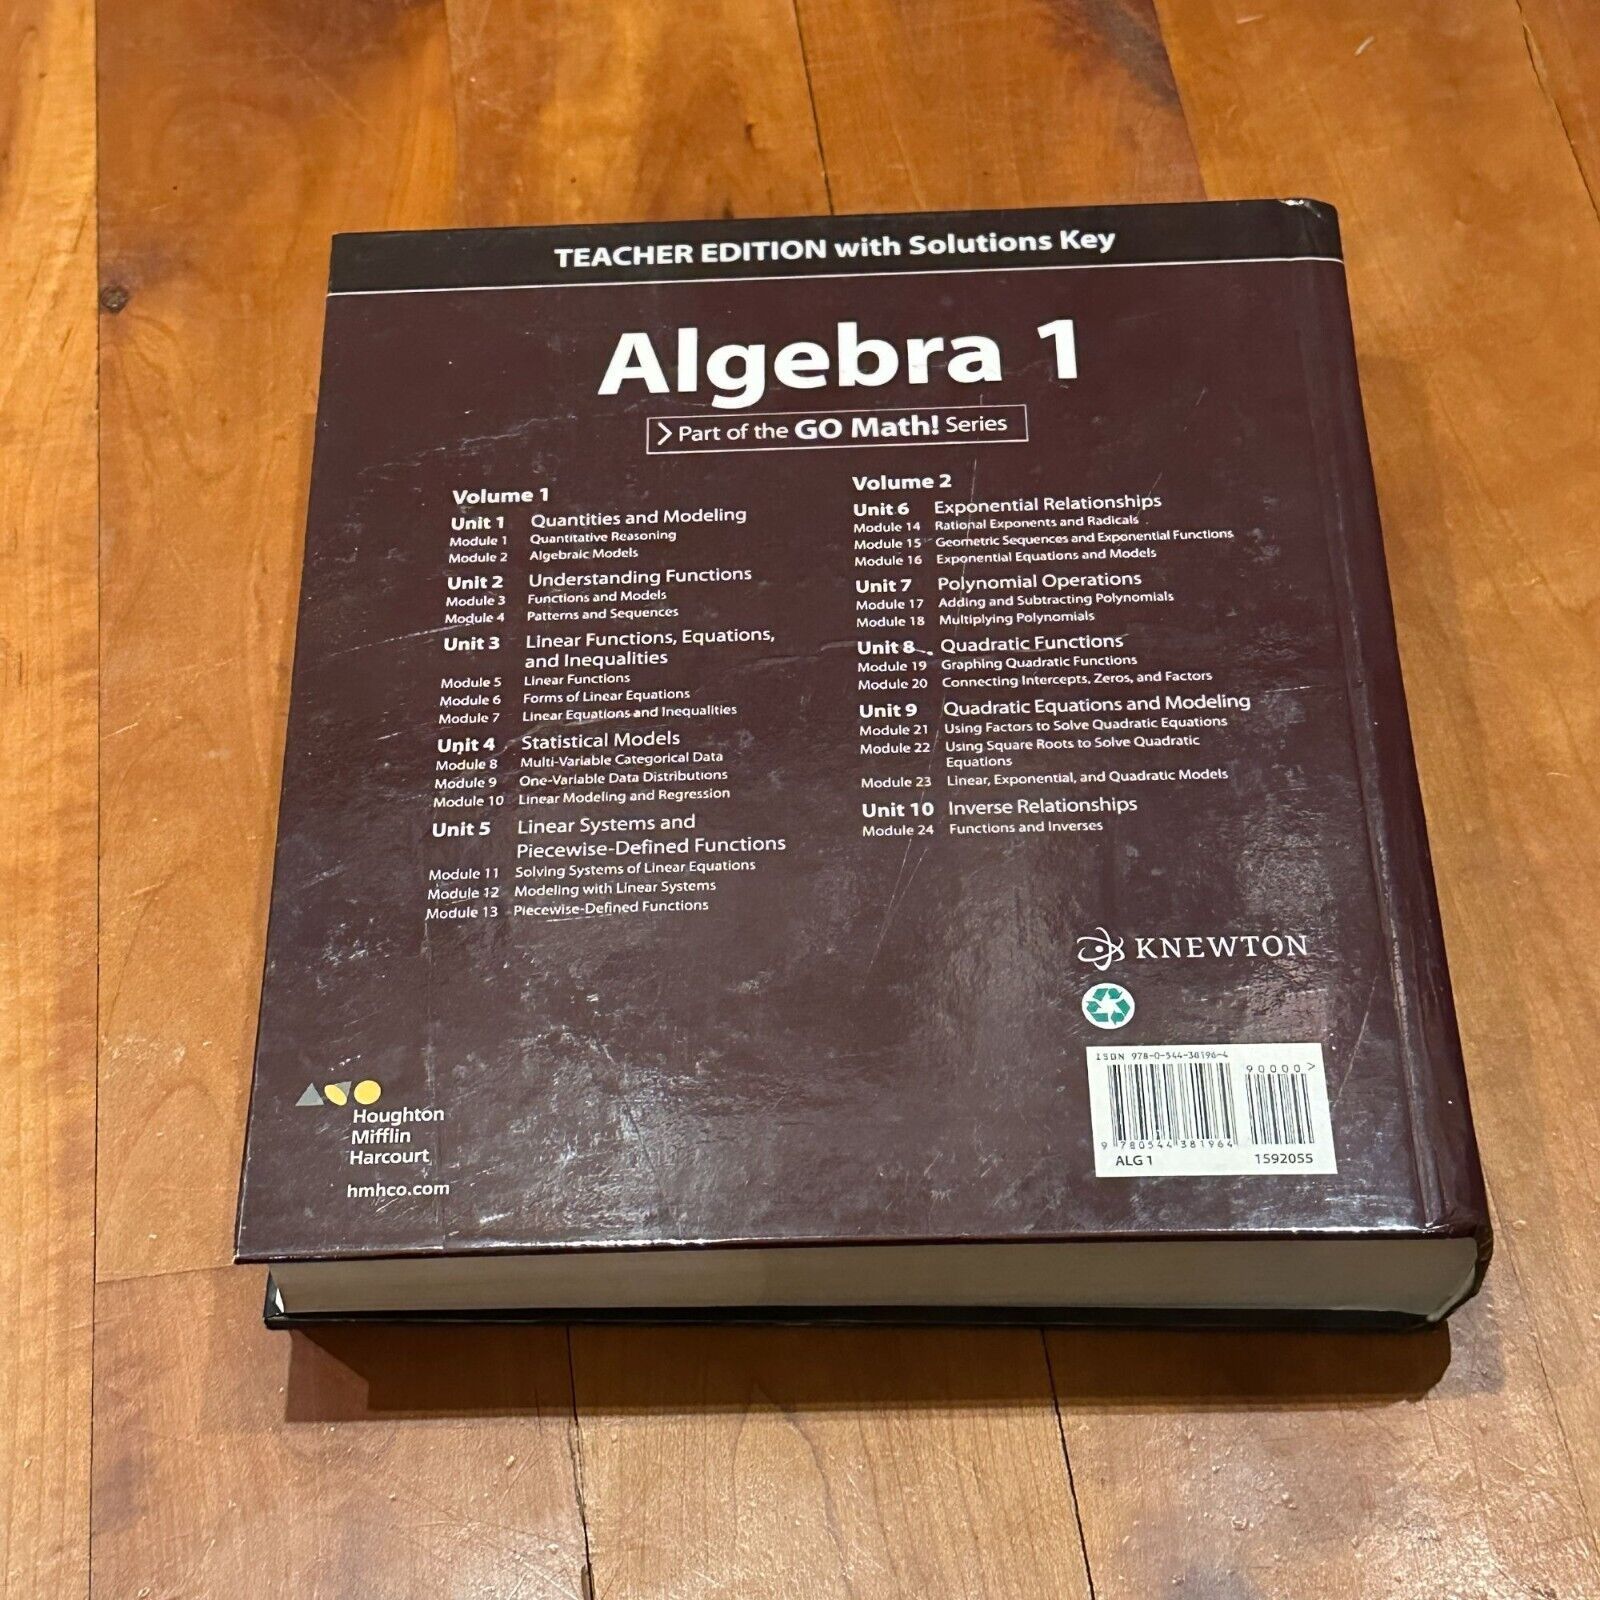 TEACHER EDITION with Solutions Key
Algebra 1
Part of the GO Math! Series
Volume 1
Unit 1 Quantities and Modeling
Module 1 Quantitative Reasoning
Module 2 Algebraic Models
Unit 2 Understanding Functions
Module 3 Functions and Models
Module 4 Patterns and Sequences
Unit 3 Linear Functions, Equations,
and Inequalities
Module 5 Linear Functions
Module 6 Forms of Linear Equations
Module 7 Linear Equations and Inequalities
Unit 4 Statistical Models
Module 8 Multi-Variable Categorical Data
Module 9 One-Variable Data Distributions
Module 10 Linear Modeling and Regression
Unit 5 Linear Systems and
Piecewise-Defined Functions
Module 11 Solving Systems of Linear Equations
Module 12 Modeling with Linear Systems
Module 13 Piecewise-Defined Functions
Volume 2
Unit 6 Exponential Relationships
Module 14 Rational Exponents and Radicals
Module 15 Geometric Sequences and Exponential Functions
Module 16 Exponential Equations and Models
Unit 7 Polynomial Operations
Module 17 Adding and Subtracting Polynomials
Module 18 Multiplying Polynomials
Unit 8 Quadratic Functions
Module 19 Graphing Quadratic Functions
Module 20 Connecting Intercepts, Zeros, and Factors
Unit 9 Quadratic Equations and Modeling
Module 21 Using Factors to Solve Quadratic Equations
Module 22 Using Square Roots to Solve Quadratic
Equations
Module 23 Linear, Exponential, and Quadratic Models
Unit 10 Inverse Relationships
Module 24 Functions and Inverses
KNEWTON
ISBN 978-0-544-38196-4
90000>
9 780544 381964
ALG 1 1592055
Houghton
Mifflin
Harcourt
hmhco.com